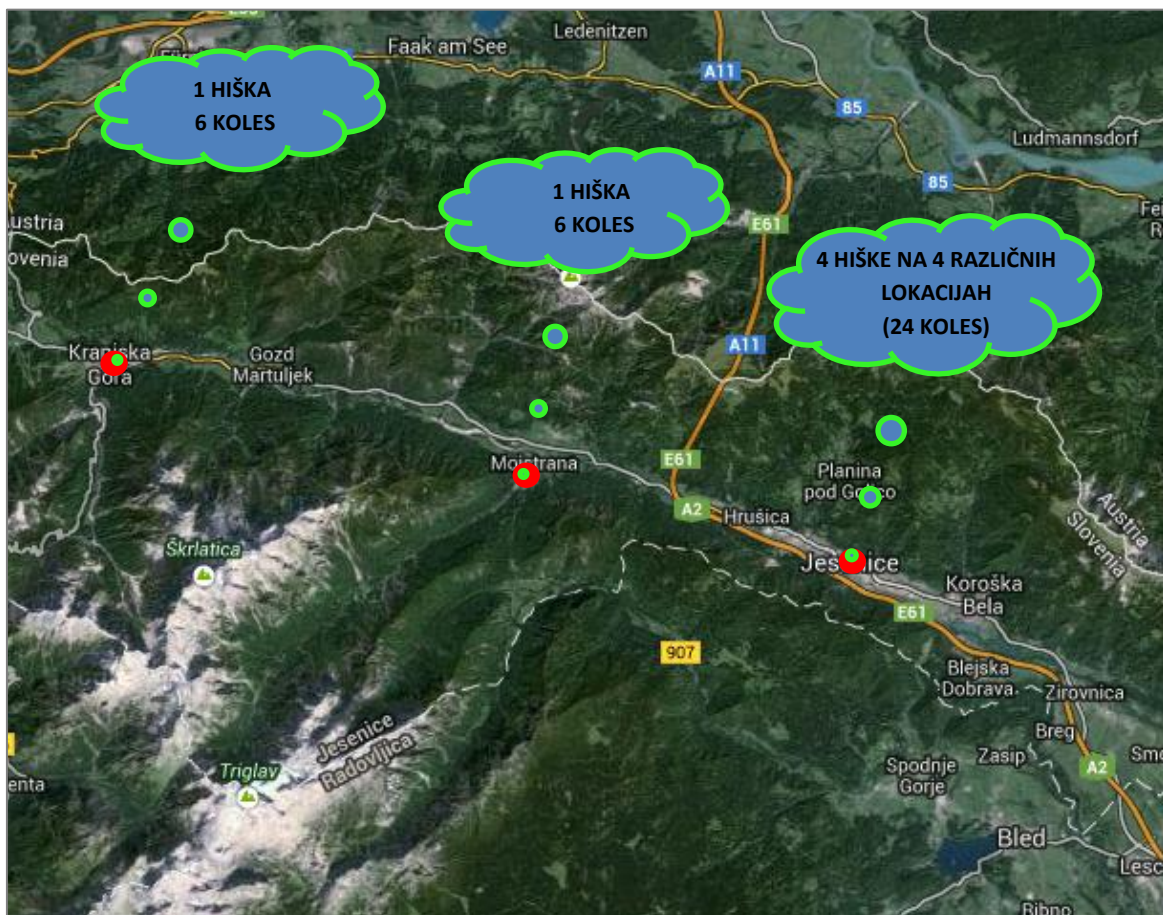 Faak am See
Ledenitzen
A11
85
Ludmannsdorf
85
1 HIŠKA
6 KOLES
1 HIŠKA
6 KOLES
E61
4 HIŠKE NA 4 RAZLIČNIH
LOKACIJAH
(24 KOLES)
Austria
Slovenia
A11
Kranjska
Gora
Gozd
Martuljek
Mojstrana
E61
Planina
pod Golico
A2
Hrušica
Austria
Slovenia
Škrlatica
Jesenice
Koroška
Bela
E61
907
Blejska
Dobrava
Žirovnica
Breg
Jesenice
Radovljica
Zasip
A2
Triglav
Spodnje
Gorje
Bled
Ribno